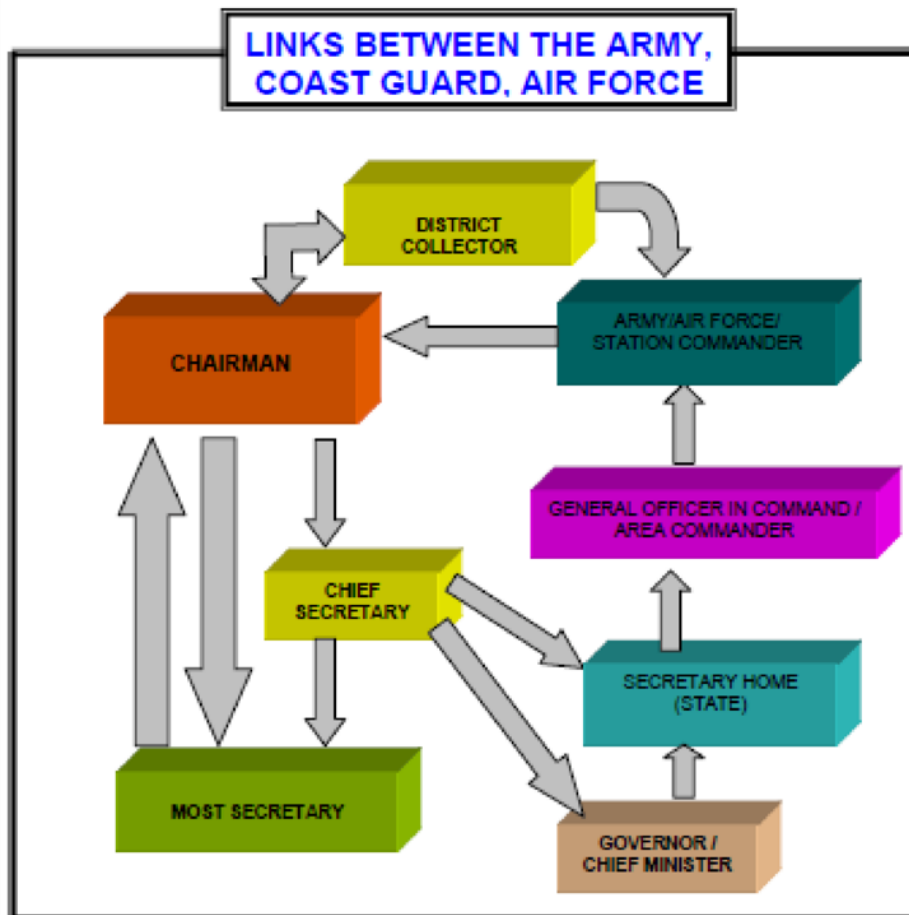 LINKS BETWEEN THE ARMY,
COAST GUARD, AIR FORCE
DISTRICT
COLLECTOR
ARMY/AIR FORCE/
STATION COMMANDER
CHAIRMAN
GENERAL OFFICER IN COMMAND /
AREA COMMANDER
CHIEF
SECRETARY
SECRETARY HOME
(STATE)
MOST SECRETARY
GOVERNOR /
CHIEF MINISTER